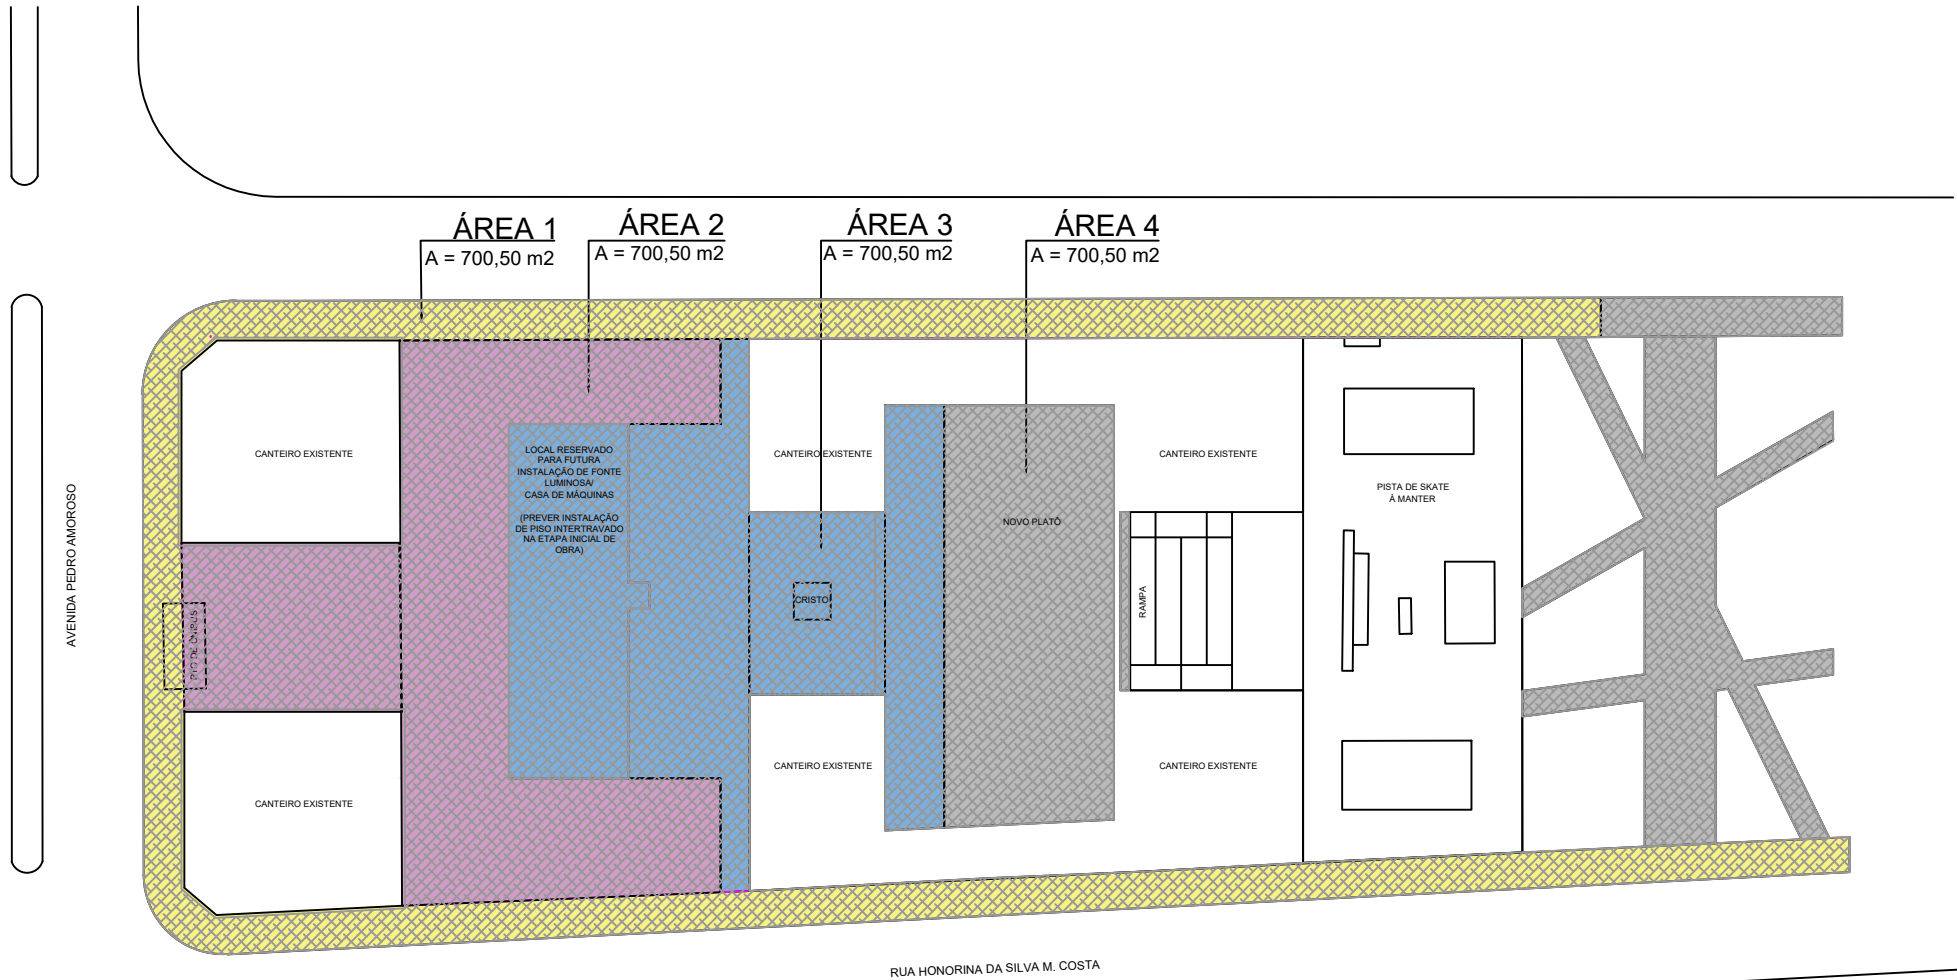 ÁREA 1
A = 700,50 m2
ÁREA 2
A = 700,50 m2
ÁREA 3
A = 700,50 m2
ÁREA 4
A = 700,50 m2
CANTEIRO EXISTENTE
LOCAL RESERVADO
PARA FUTURA
INSTALAÇÃO DE FONTE
LUMINOSA/
CASA DE MÁQUINAS
(PREVER INSTALAÇÃO
DE PISO INTERTRAVADO
NA ETAPA INICIAL DE
OBRA)
CANTEIRO EXISTENTE
CANTEIRO EXISTENTE
PISTA DE SKATE
À MANTER
NOVO PLATÔ
AVENIDA PEDRO AMOROSO
PTO DE ÔNIBUS
CRISTO
RAMPA
CANTEIRO EXISTENTE
CANTEIRO EXISTENTE
CANTEIRO EXISTENTE
RUA HONORINA DA SILVA M. COSTA